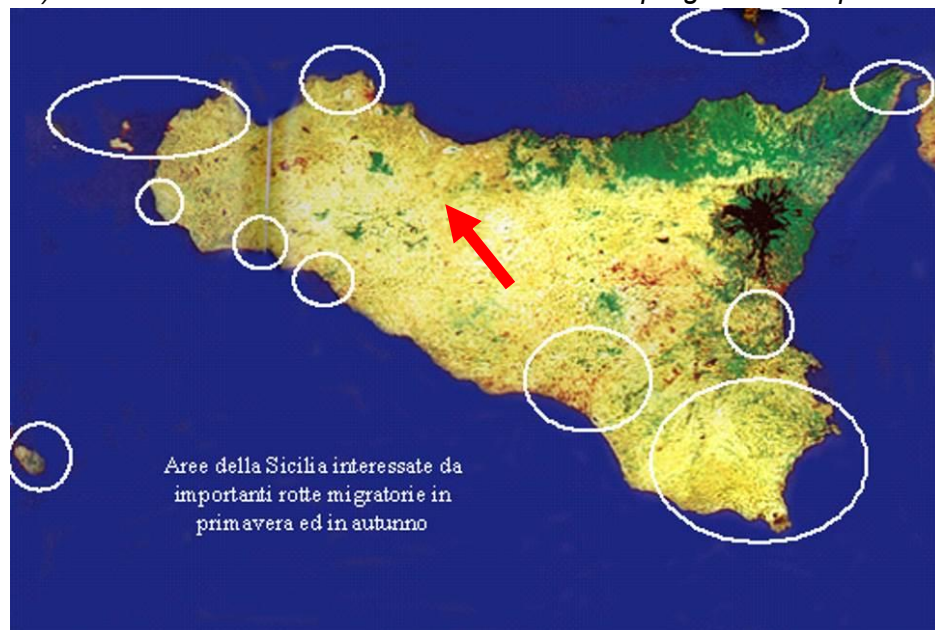 Aree della Sicilia interessate da
importanti rotte migratorie in
primavera ed in autunno